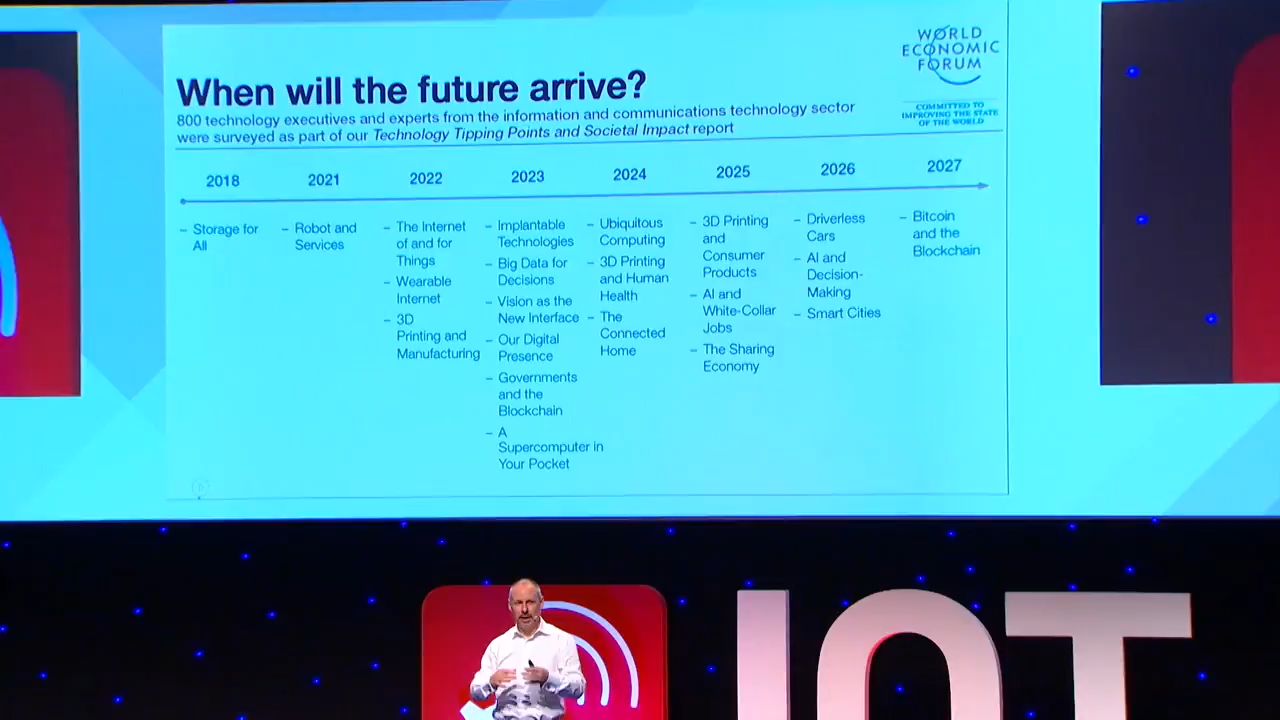 WORLD
ECONOMIC
FORUM
COMMITTED TO
IMPROVING THE STATE
OF THE WORLD
When will the future arrive?
800 technology executives and experts from the information and communications technology sector
were surveyed as part of our Technology Tipping Points and Societal Impact report
2018
– Storage for
All
2021
– Robot and
Services
2022
– The Internet
of and for
Things
– Wearable
Internet
– 3D
Printing and
Manufacturing
2023
– Implantable
Technologies
– Big Data for
Decisions
– Vision as the
New Interface
– Our Digital
Presence
– Governments
and the
Blockchain
– A
Supercomputer in
Your Pocket
2024
– Ubiquitous
Computing
– 3D Printing
and Human
Health
– The
Connected
Home
2025
– 3D Printing
and
Consumer
Products
– AI and
White-Collar
Jobs
– The Sharing
Economy
2026
– Driverless
Cars
– AI and
Decision-
Making
– Smart Cities
2027
– Bitcoin
and the
Blockchain
IOT